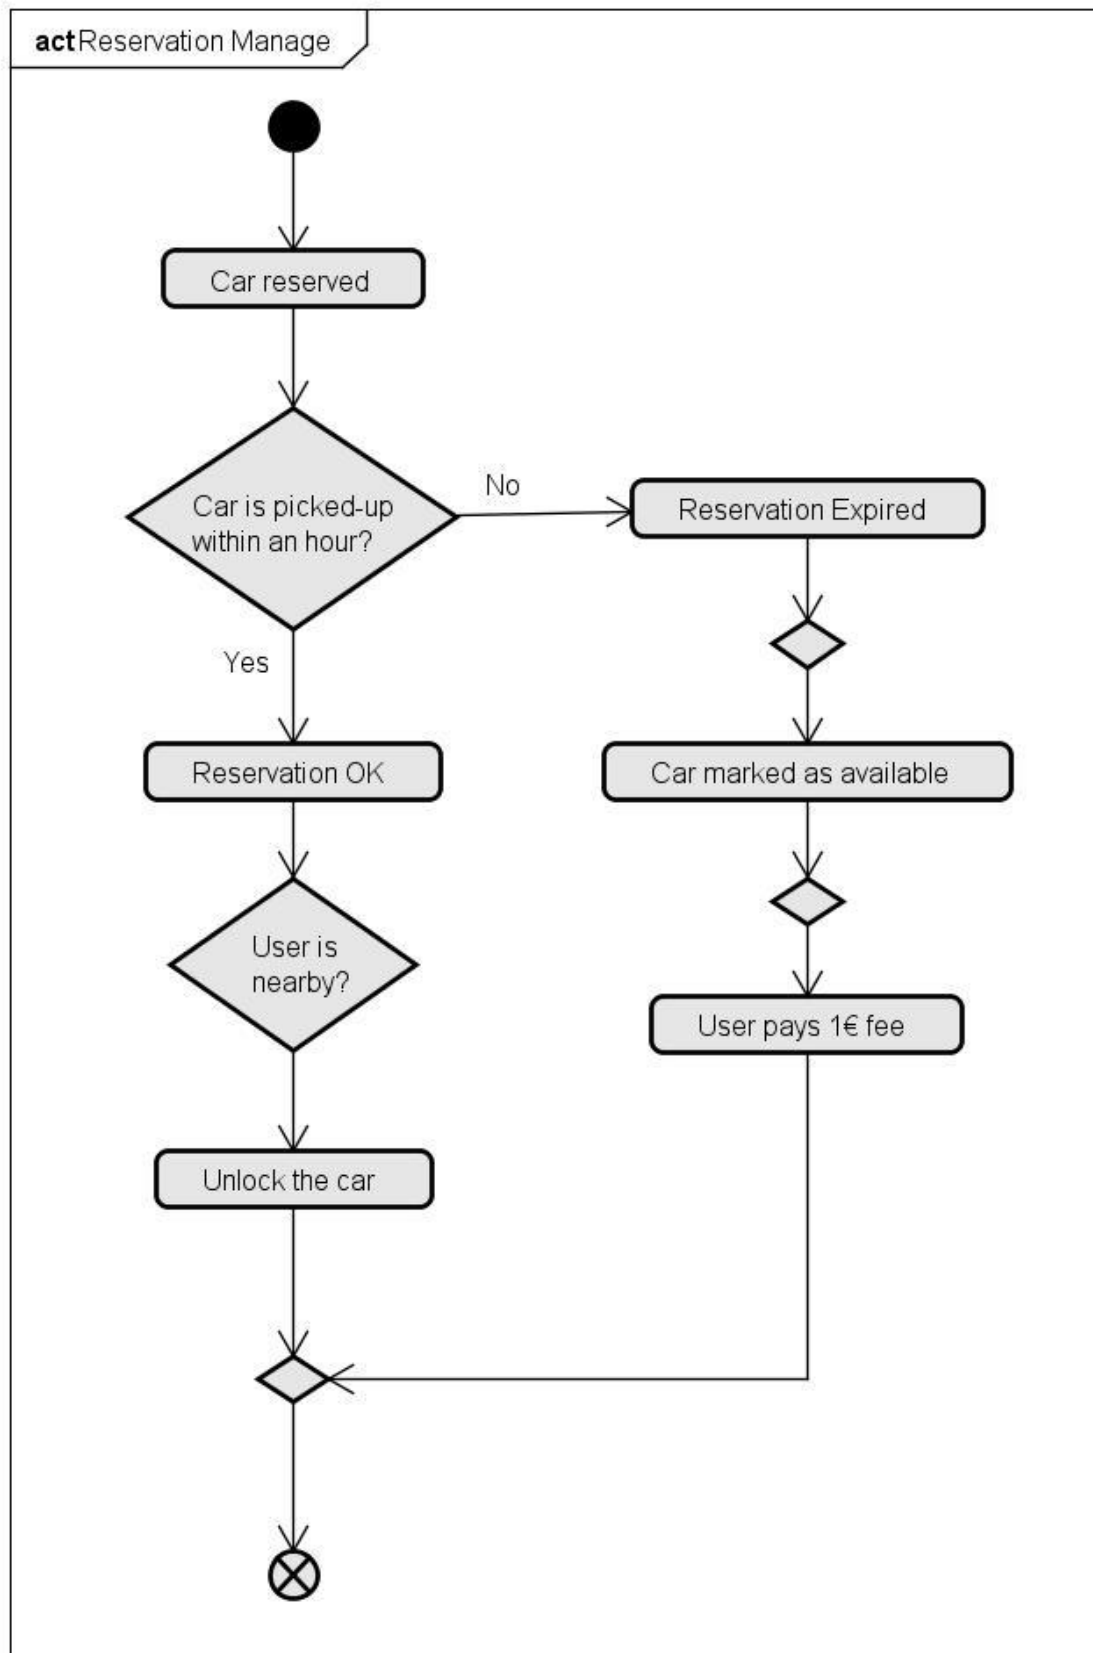 act Reservation Manage
Car reserved
Car is picked-up
within an hour?
No
Reservation Expired
Yes
Reservation OK
Car marked as available
User is
nearby?
User pays 1€ fee
Unlock the car